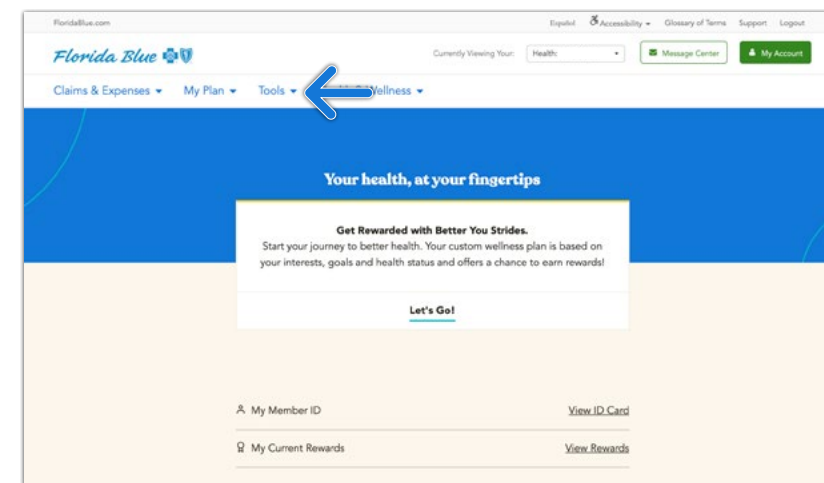 FloridaBlue.com
Español Accessibility Glossary of Terms Support Logout
Florida Blue
Currently Viewing Your: Health: Message Center My Account
Claims & Expenses My Plan Tools Wellness
Your health, at your fingertips
Get Rewarded with Better You Strides.
Start your journey to better health. Your custom wellness plan is based on
your interests, goals and health status and offers a chance to earn rewards!
Let's Go!
My Member ID View ID Card
My Current Rewards View Rewards